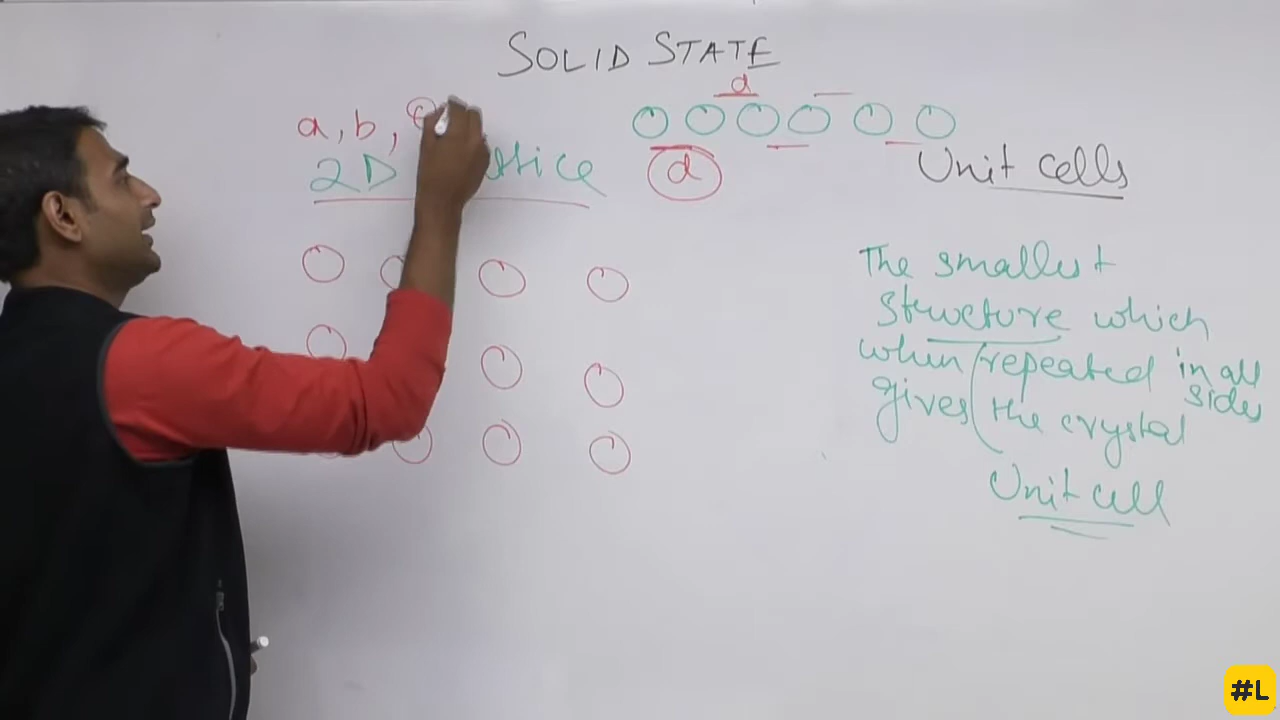 SOLID STATE
d
a, b,
2D
d
Unit cells
The smallest
structure which
when repeated in all
sides
gives the crystal
Unit cell
#L